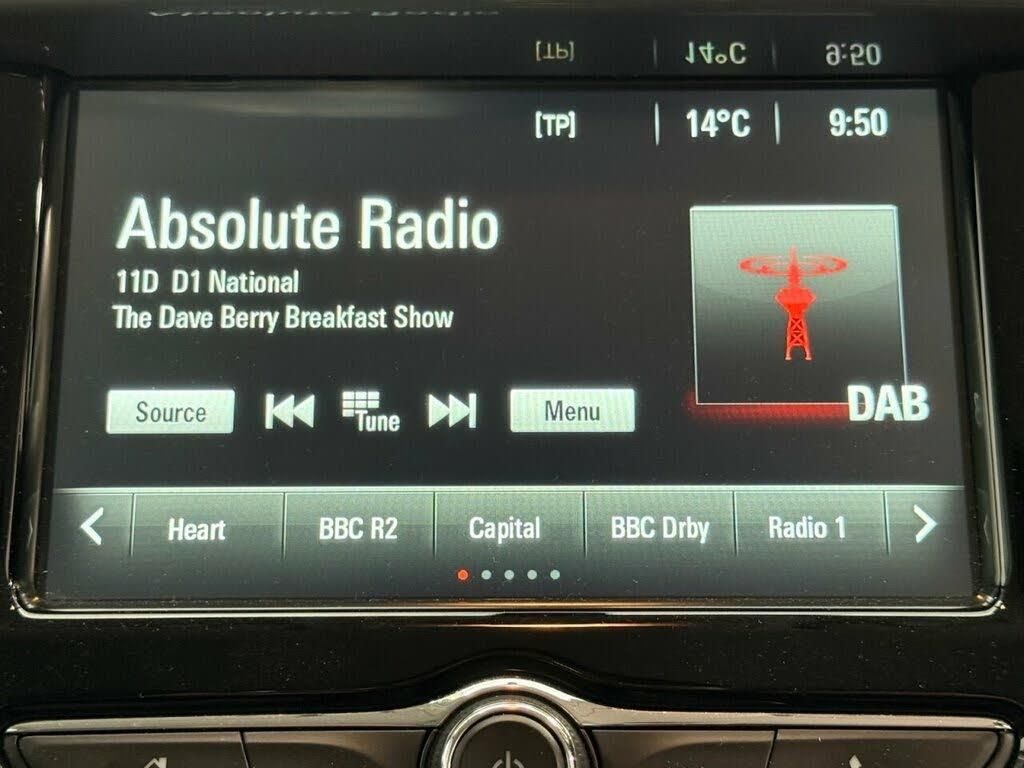 [TP] 14°C 9:50
Absolute Radio
11D D1 National
The Dave Berry Breakfast Show
Source Tune Menu
DAB
Heart BBC R2 Capital BBC Drby Radio 1